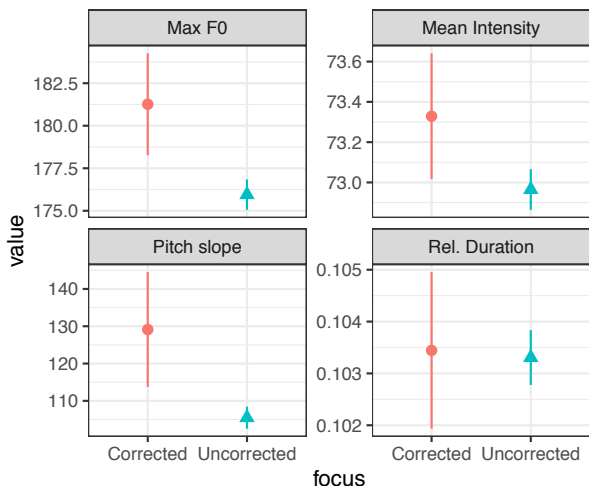 Max F0
Mean Intensity
182.5
180.0
177.5
175.0
73.6
73.4
73.2
73.0
value
Pitch slope
Rel. Duration
140
130
120
110
0.105
0.104
0.103
0.102
Corrected Uncorrected
Corrected Uncorrected
focus